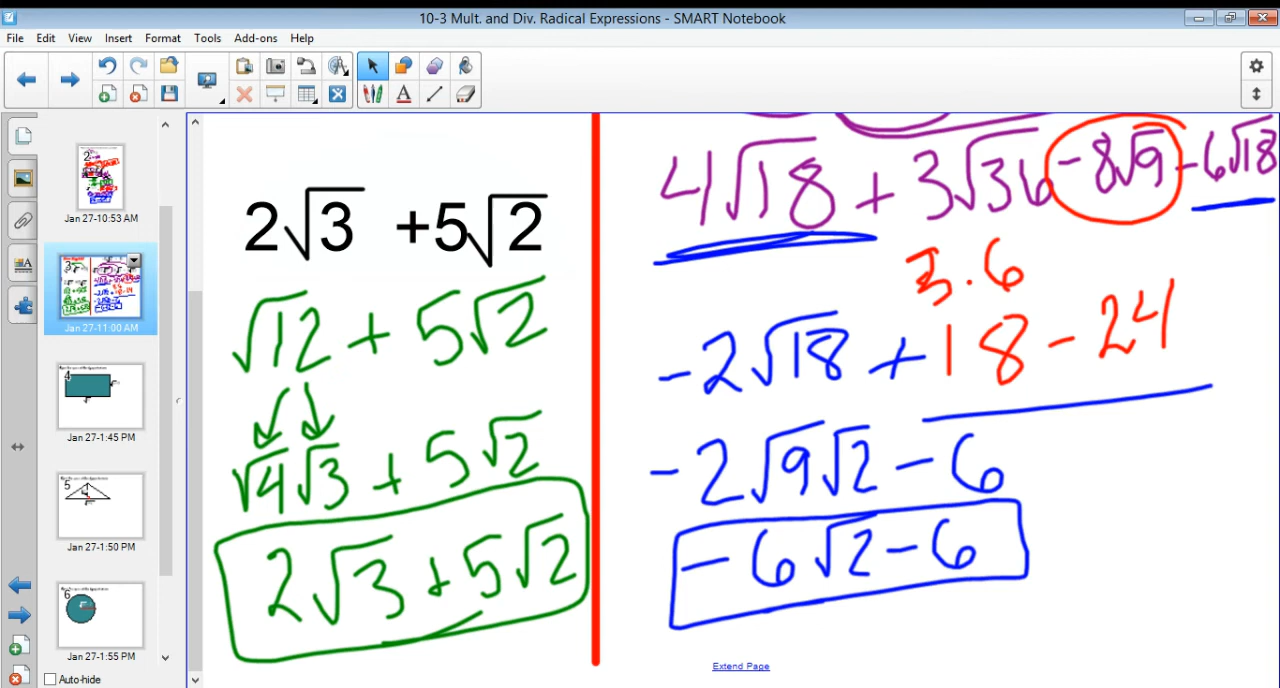 10-3 Mult. and Div. Radical Expressions - SMART Notebook
File Edit View Insert Format Tools Add-ons Help
Jan 27-10:53 AM
Jan 27-11:00 AM
4
Jan 27-1:45 PM
5
Jan 27-1:50 PM
6
Jan 27-1:55 PM
Auto-hide
2√3 +5√2
√12 + 5√2
√4√3 + 5√2
2√3 + 5√2
4√18 + 3√36 -8√9 -6√18
3.6
-2√18 + 18 - 24
-2√9√2 - 6
-6√2 - 6
Extend Page